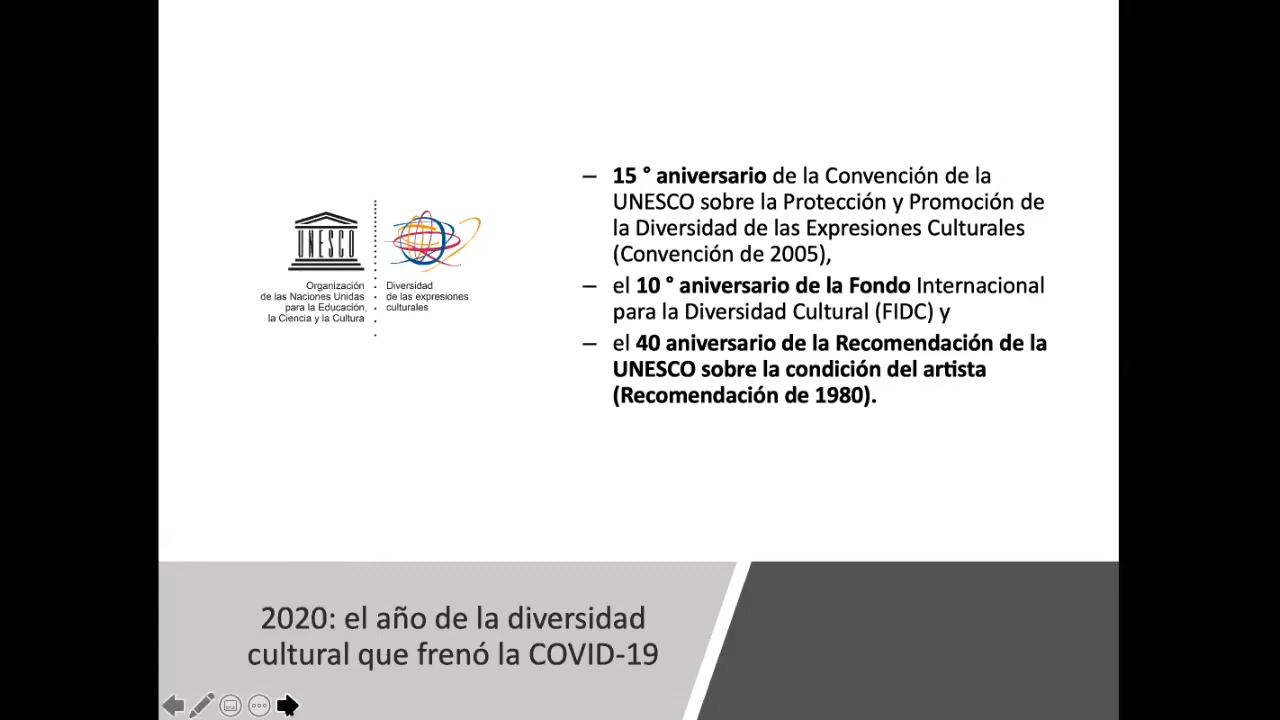 – 15 ° aniversario de la Convención de la
UNESCO sobre la Protección y Promoción de
la Diversidad de las Expresiones Culturales
(Convención de 2005),
– el 10 ° aniversario de la Fondo Internacional
para la Diversidad Cultural (FIDC) y
– el 40 aniversario de la Recomendación de la
UNESCO sobre la condición del artista
(Recomendación de 1980).
UNESCO
Organización
de las Naciones Unidas
para la Educación,
la Ciencia y la Cultura
Diversidad
de las expresiones
culturales
2020: el año de la diversidad
cultural que frenó la COVID-19